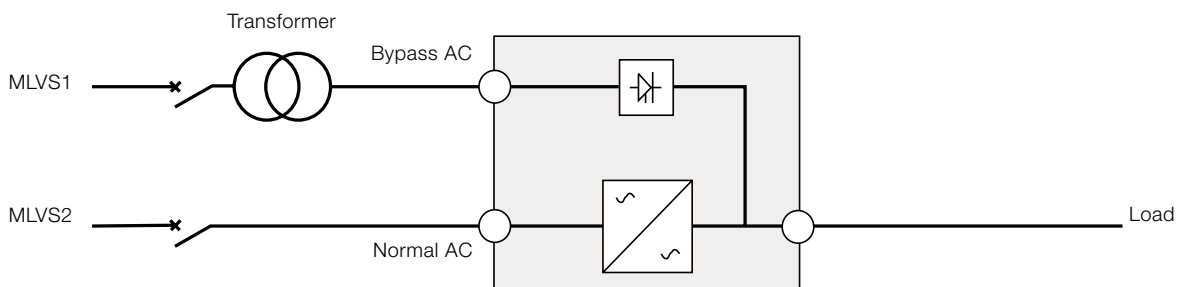 Transformer
Bypass AC
MLVS1
MLVS2
Normal AC
Load